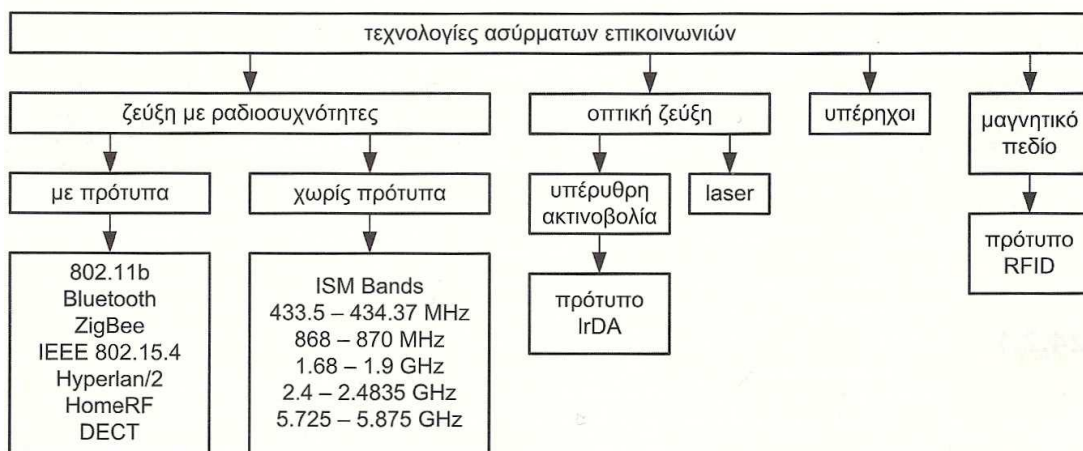 τεχνολογίες ασύρματων επικοινωνιών
ζεύξη με ραδιοσυχνότητες
οπτική ζεύξη
υπέρηχοι
μαγνητικό
πεδίο
με πρότυπα
χωρίς πρότυπα
υπέρυθρη
ακτινοβολία
laser
πρότυπο
RFID
802.11b
Bluetooth
ZigBee
IEEE 802.15.4
Hyperlan/2
HomeRF
DECT
ISM Bands
433.5 – 434.37 MHz
868 – 870 MHz
1.68 – 1.9 GHz
2.4 – 2.4835 GHz
5.725 – 5.875 GHz
πρότυπο
IrDA